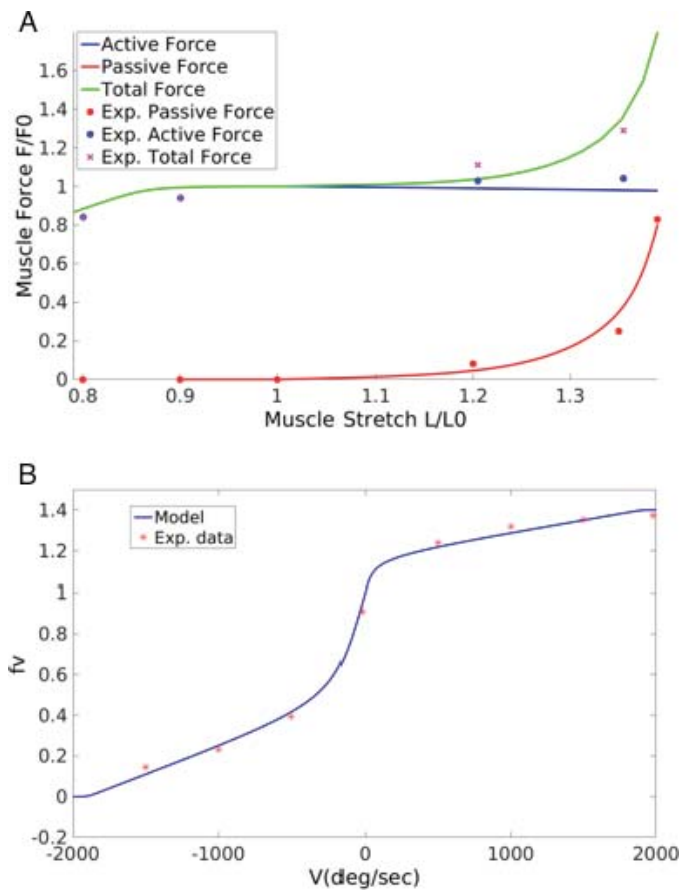 A
Muscle Force F/F0
1.6
1.4
1.2
1
0.8
0.6
0.4
0.2
0
Active Force
Passive Force
Total Force
Exp. Passive Force
Exp. Active Force
Exp. Total Force
0.8 0.9 1 1.1 1.2 1.3
Muscle Stretch L/L0
B
fv
1.4
1.2
1
0.8
0.6
0.4
0.2
0
-0.2
Model
Exp. data
-2000 -1000 0 1000 2000
V(deg/sec)